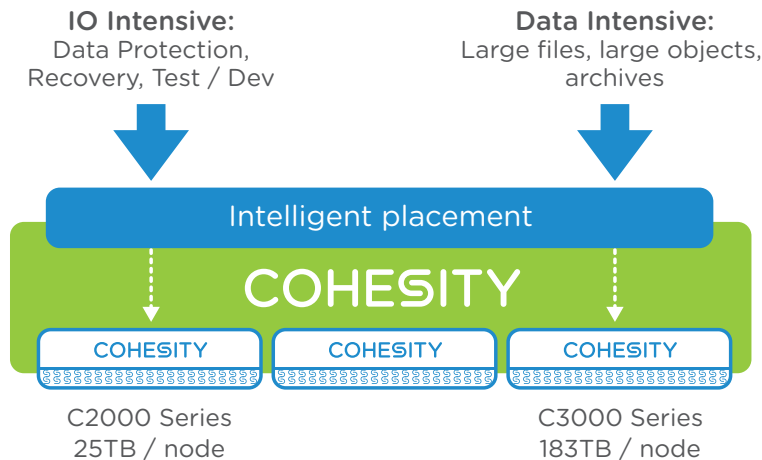 IO Intensive:
Data Protection,
Recovery, Test / Dev
Data Intensive:
Large files, large objects,
archives
Intelligent placement
COHESITY
COHESITY
COHESITY
COHESITY
C2000 Series
25TB / node
C3000 Series
183TB / node